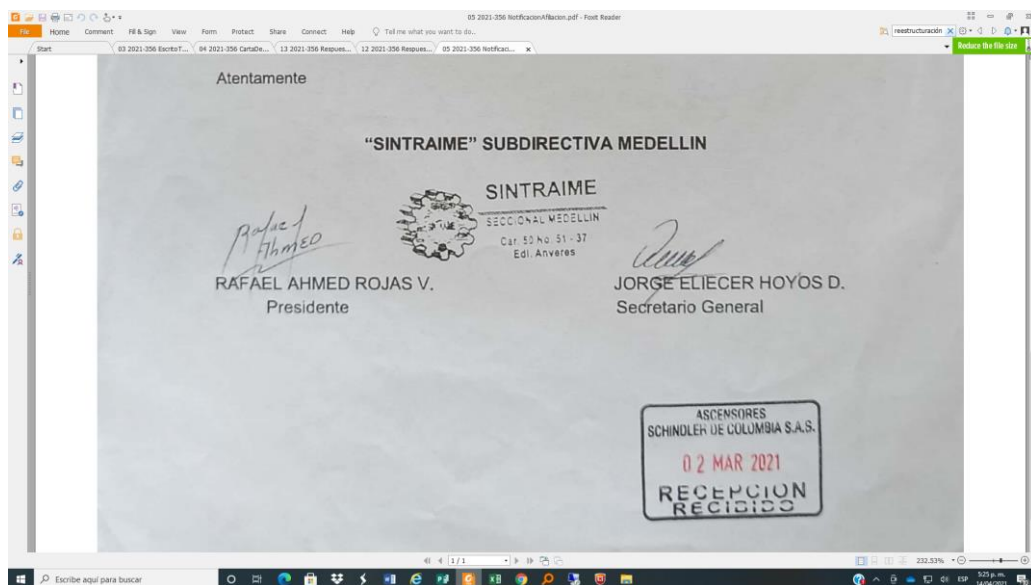 05 2021-356 NotificacionAfiliacion.pdf - Foxit Reader
File Home Comment Fill & Sign View Form Protect Share Connect Help Tell me what you want to do..
reestructuración
Start 03 2021-356 EscritoT... 04 2021-356 CartaDe... 13 2021-356 Respues... 12 2021-356 Respues... 05 2021-356 Notificaci...
Reduce the file size
Atentamente
“SINTRAIME” SUBDIRECTIVA MEDELLIN
SINTRAIME
SECCIONAL MEDELLIN
Car. 50 No. 51 - 37
Edi. Anveres
Rafael
Ahmed
RAFAEL AHMED ROJAS V.
Presidente
JORGE ELIECER HOYOS D.
Secretario General
ASCENSORES
SCHINDLER DE COLOMBIA S.A.S.
02 MAR 2021
RECEPCION
RECIBIDO
1 / 1
232.53%
Escribe aquí para buscar
5:25 p. m.
14/04/2021